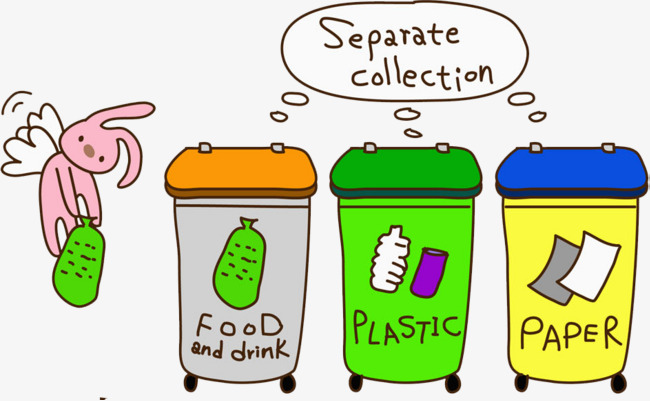 Separate
collection
FOOD
and drink
PLASTIC
PAPER